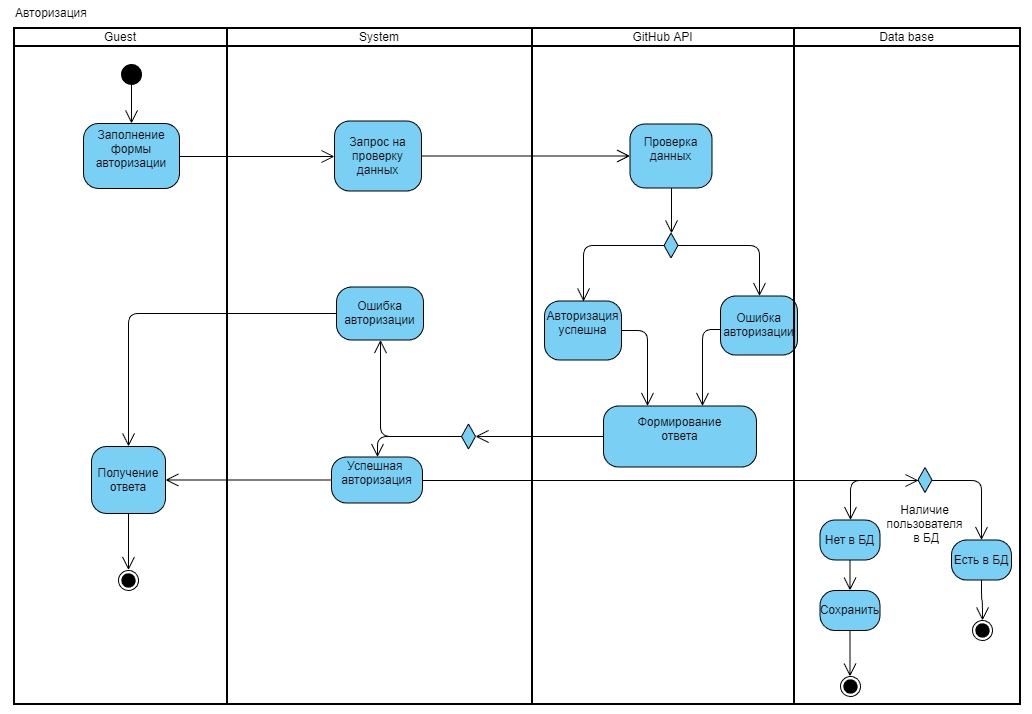 Авторизация
Guest
System
GitHub API
Data base
Заполнение
формы
авторизации
Запрос на
проверку
данных
Проверка
данных
Ошибка
авторизации
Авторизация
успешна
Ошибка
авторизации
Формирование
ответа
Получение
ответа
Успешная
авторизация
Наличие
пользователя
в БД
Нет в БД
Есть в БД
Сохранить